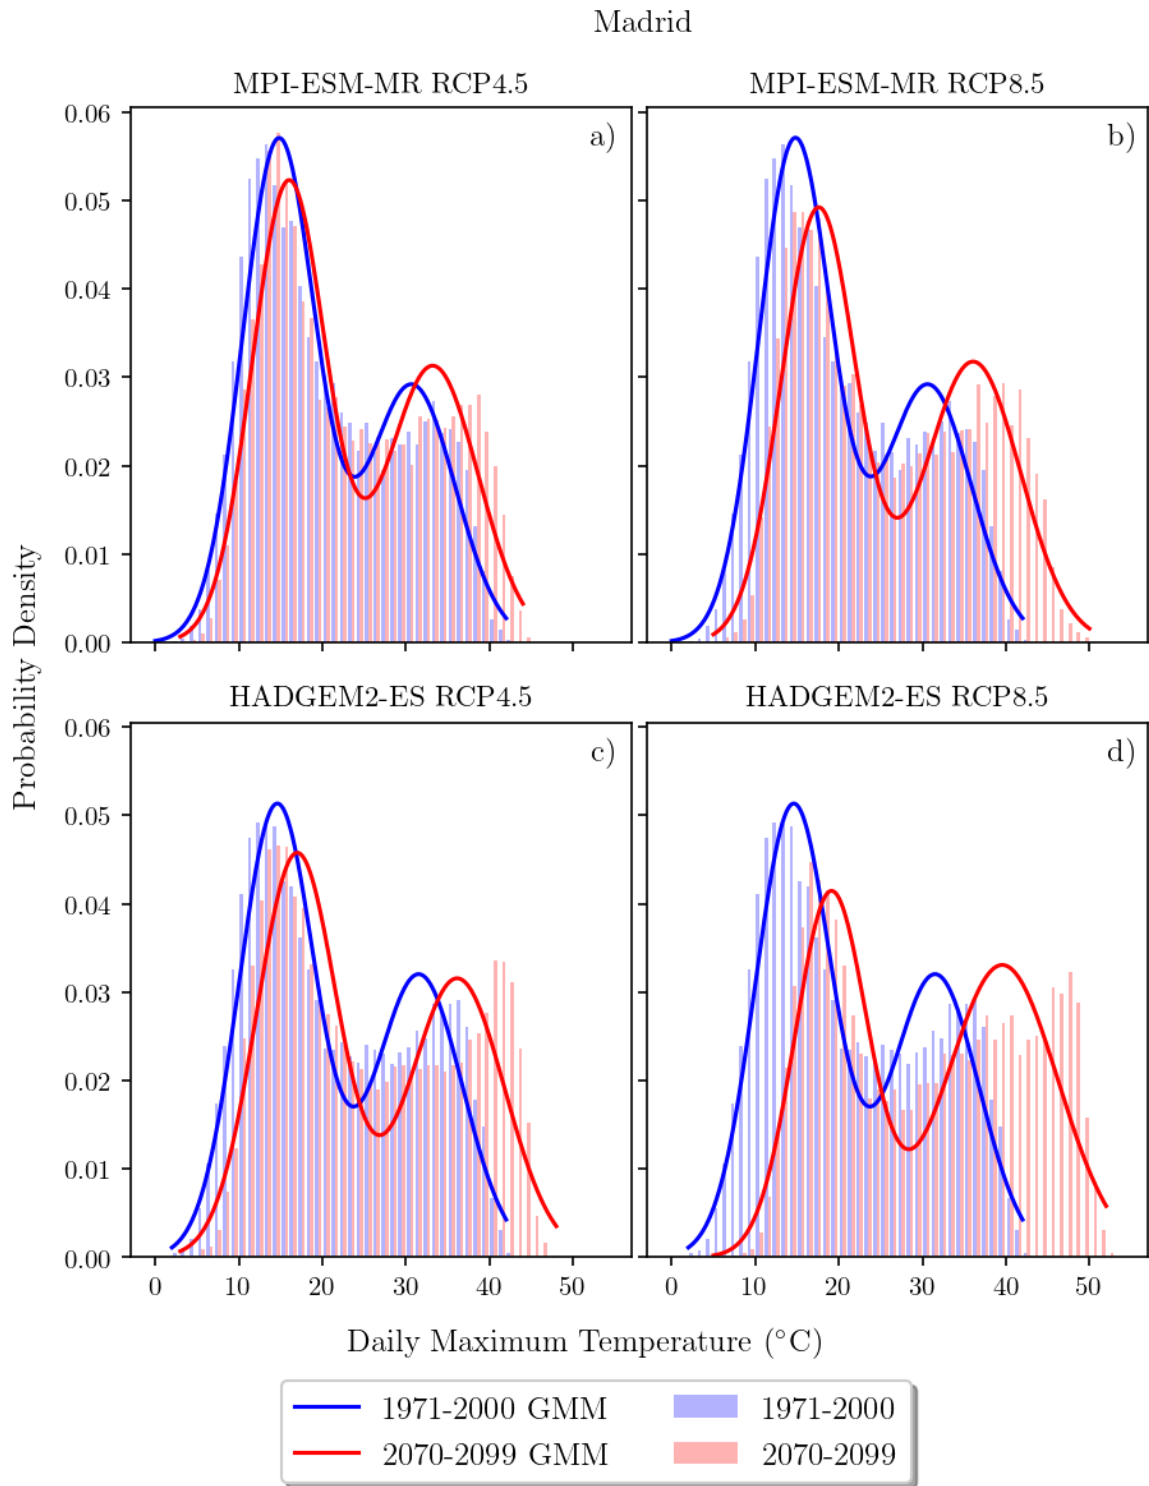 Madrid
MPI-ESM-MR RCP4.5
MPI-ESM-MR RCP8.5
a)
b)
0.06
0.05
0.04
0.03
0.02
0.01
0.00
HADGEM2-ES RCP4.5
HADGEM2-ES RCP8.5
c)
d)
0.06
0.05
0.04
0.03
0.02
0.01
0.00
0 10 20 30 40 50
0 10 20 30 40 50
Probability Density
Daily Maximum Temperature (°C)
1971-2000 GMM
2070-2099 GMM
1971-2000
2070-2099